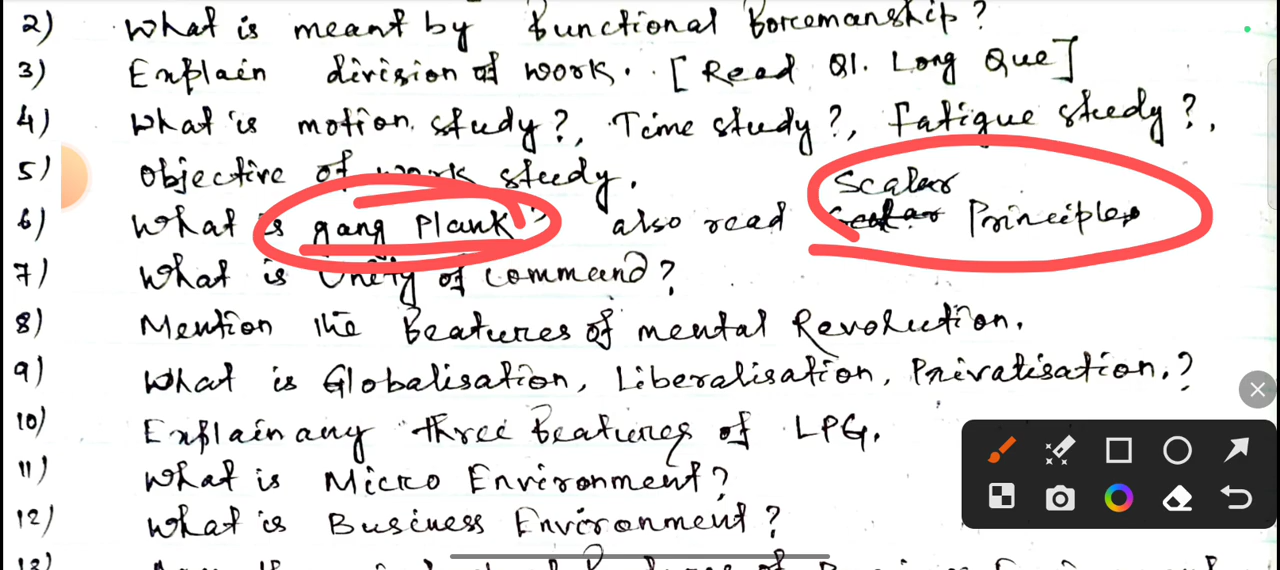 2) What is meant by Functional Foremanship?
3) Explain division of work. [Read Q1. Long Que]
4) What is motion study?, Time study?, Fatigue study?,
5) Objective of work study.
6) What is gang Plank? also read Scalar Principles
7) What is Unity of command?
8) Mention the features of mental Revolution.
9) What is Globalisation, Liberalisation, Privatisation.?
10) Explain any three features of LPG.
11) What is Micro Environment?
12) What is Business Environment?
13)